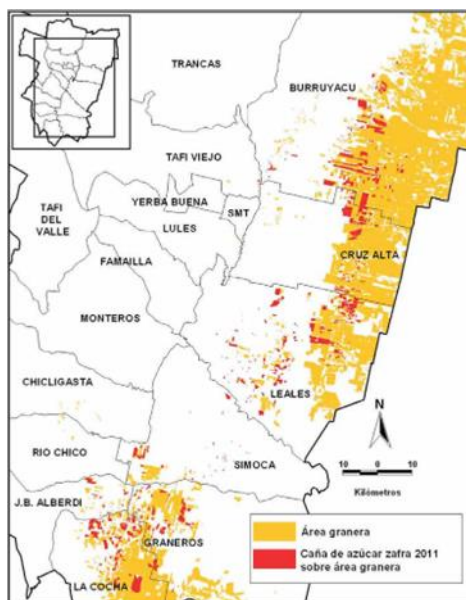 TRANCAS
BURRUYACU
TAFI VIEJO
YERBA BUENA
SMT
TAFI
DEL
VALLE
LULES
CRUZ ALTA
FAMAILLA
MONTEROS
CHICLIGASTA
LEALES
N
RIO CHICO
SIMOCA
10 0 10
Kilómetros
J.B. ALBERDI
GRANEROS
LA COCHA
Área granera
Caña de azúcar zafra 2011
sobre área granera